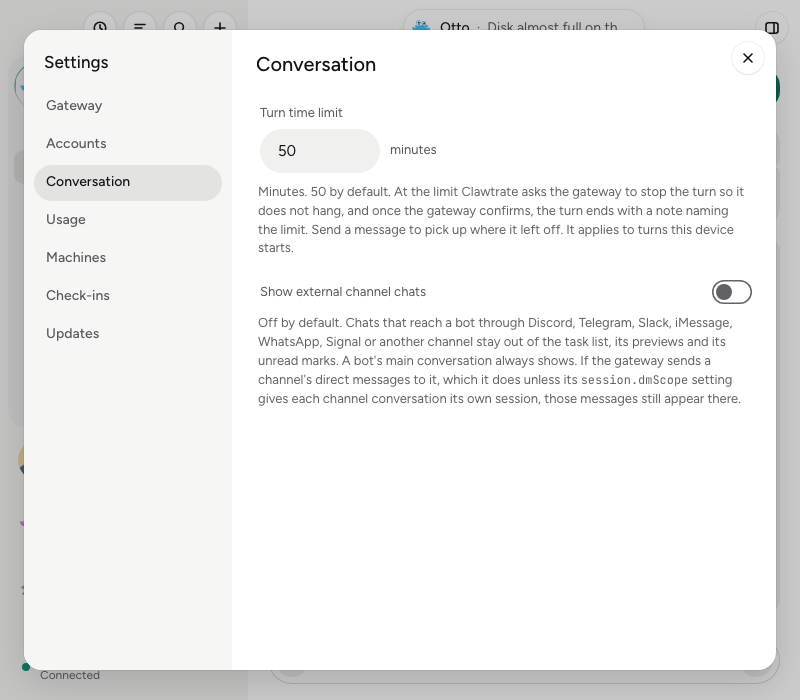 Otto · Disk almost full on th
Settings
Gateway
Accounts
Conversation
Usage
Machines
Check-ins
Updates
Conversation
Turn time limit
50 minutes
Minutes. 50 by default. At the limit Clawtrate asks the gateway to stop the turn so it
does not hang, and once the gateway confirms, the turn ends with a note naming
the limit. Send a message to pick up where it left off. It applies to turns this device
starts.
Show external channel chats
Off by default. Chats that reach a bot through Discord, Telegram, Slack, iMessage,
WhatsApp, Signal or another channel stay out of the task list, its previews and its
unread marks. A bot's main conversation always shows. If the gateway sends a
channel's direct messages to it, which it does unless its session.dmScope setting
gives each channel conversation its own session, those messages still appear there.
Connected